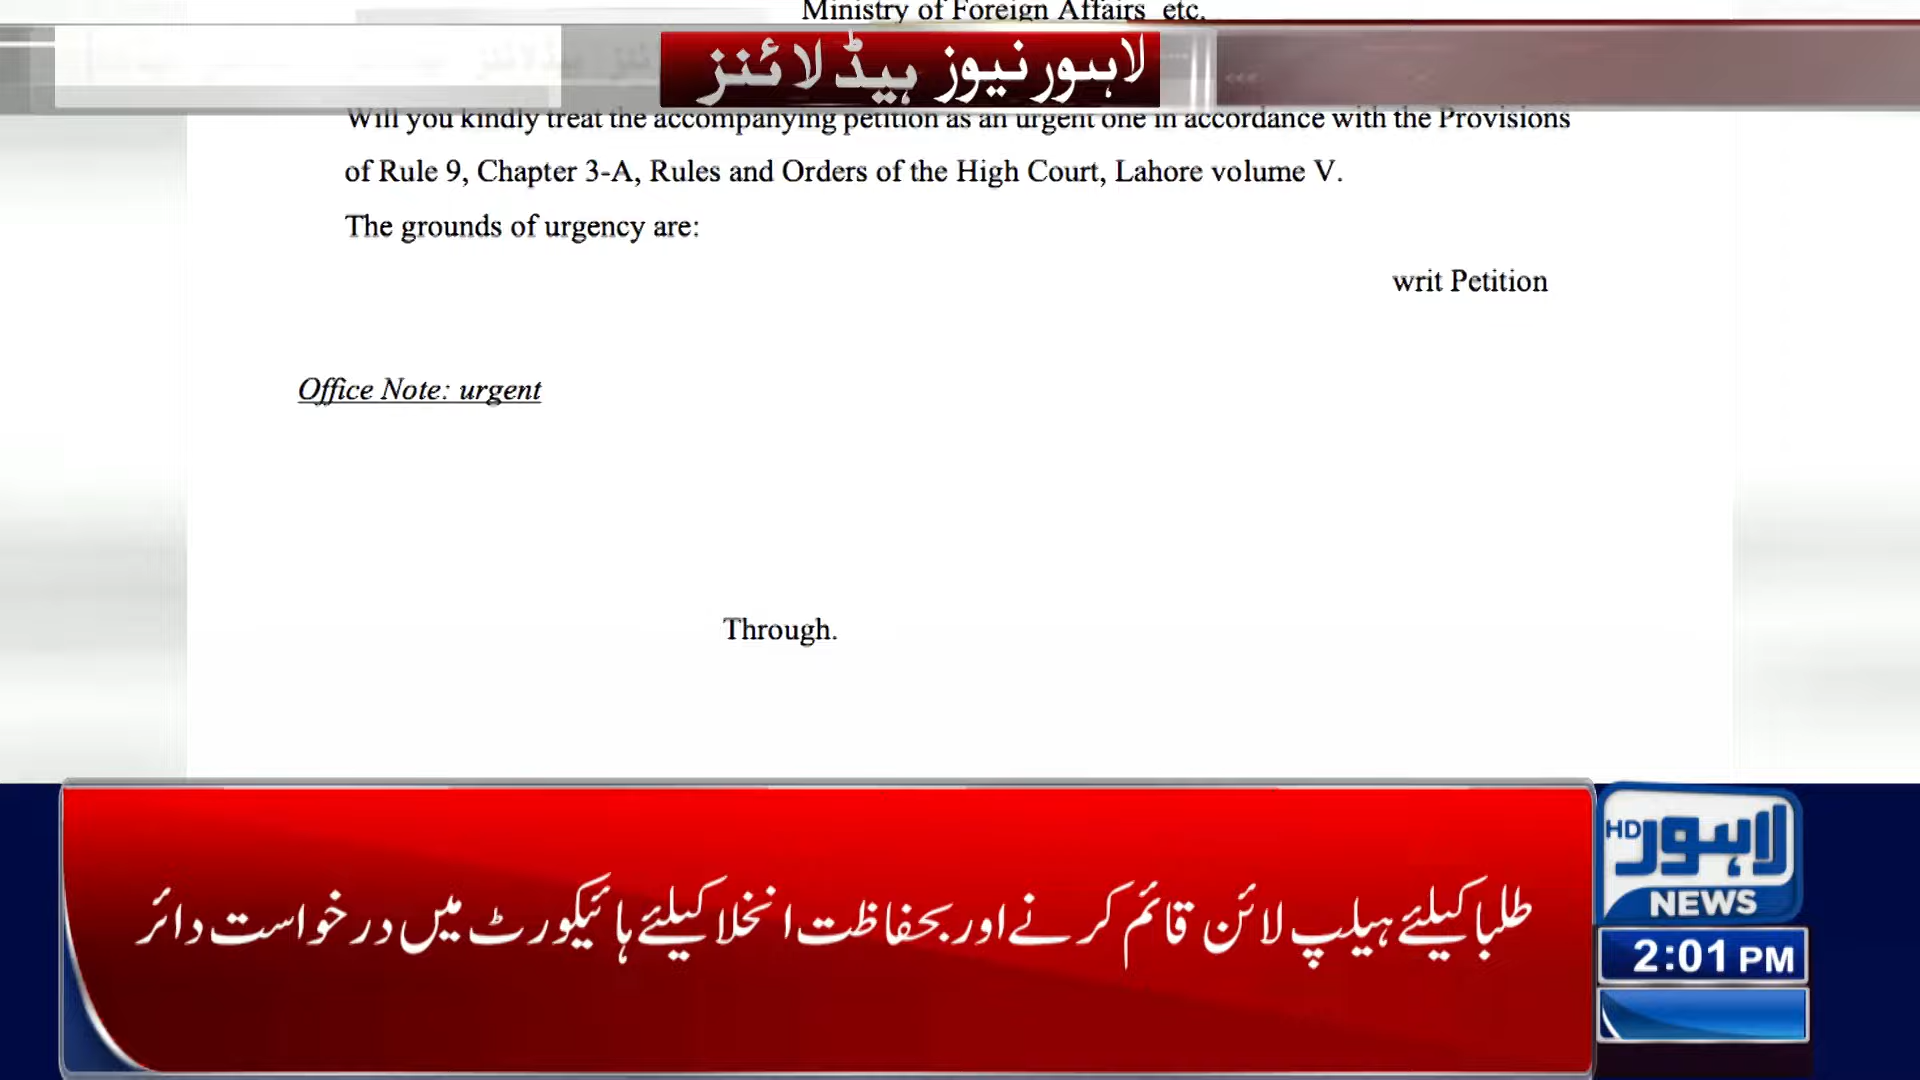 Ministry of Foreign Affairs etc.
لاہور نیوز ہیڈلائنز
Will you kindly treat the accompanying petition as an urgent one in accordance with the Provisions
of Rule 9, Chapter 3-A, Rules and Orders of the High Court, Lahore volume V.
The grounds of urgency are:
writ Petition
Office Note: urgent
Through.
طلبا کیلئے ہیلپ لائن قائم کرنے اور بحفاظت انخلا کیلئے ہائیکورٹ میں درخواست دائر
لاہور HD
NEWS
2:01 PM